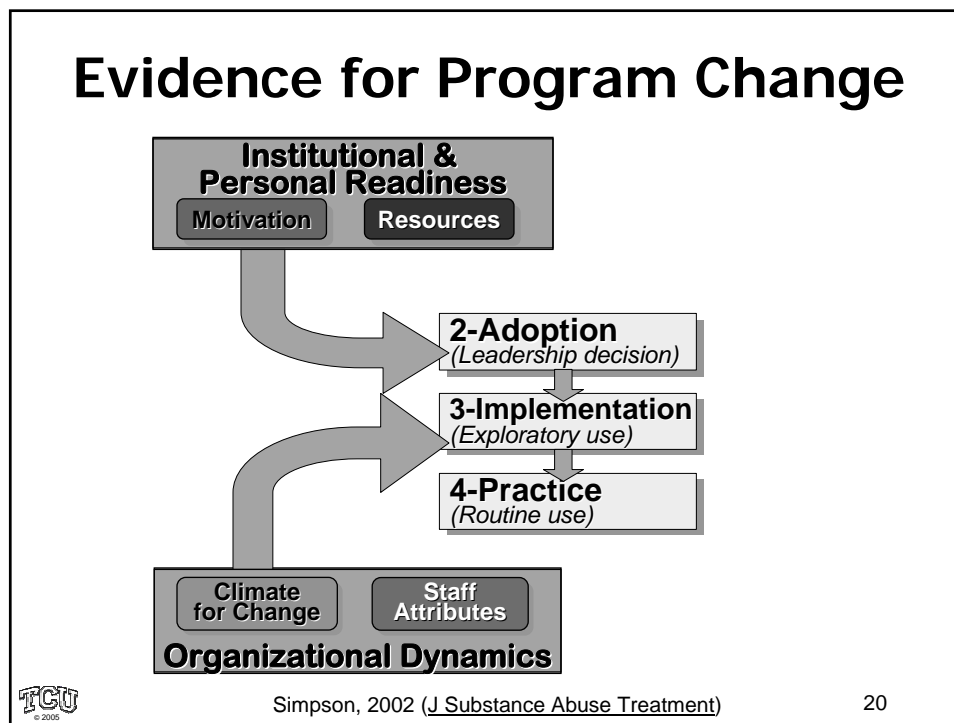 Evidence for Program Change
Institutional &
Personal Readiness
Motivation
Resources
2-Adoption
(Leadership decision)
3-Implementation
(Exploratory use)
4-Practice
(Routine use)
Climate
for Change
Staff
Attributes
Organizational Dynamics
TCU
© 2005
Simpson, 2002 (J Substance Abuse Treatment)
20